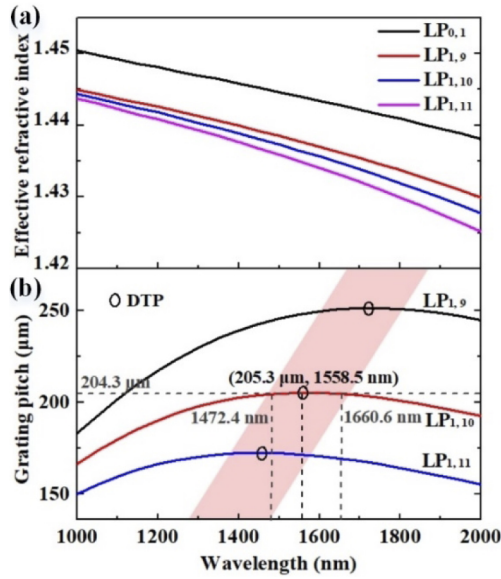 (a)
1.45
1.44
1.43
1.42
Effective refractive index
LP0,1
LP1,9
LP1,10
LP1,11
(b)
DTP
LP1,9
250
204.3 μm
(205.3 μm, 1558.5 nm)
200
1472.4 nm
1660.6 nm
LP1,10
LP1,11
150
Grating pitch (μm)
1000 1200 1400 1600 1800 2000
Wavelength (nm)